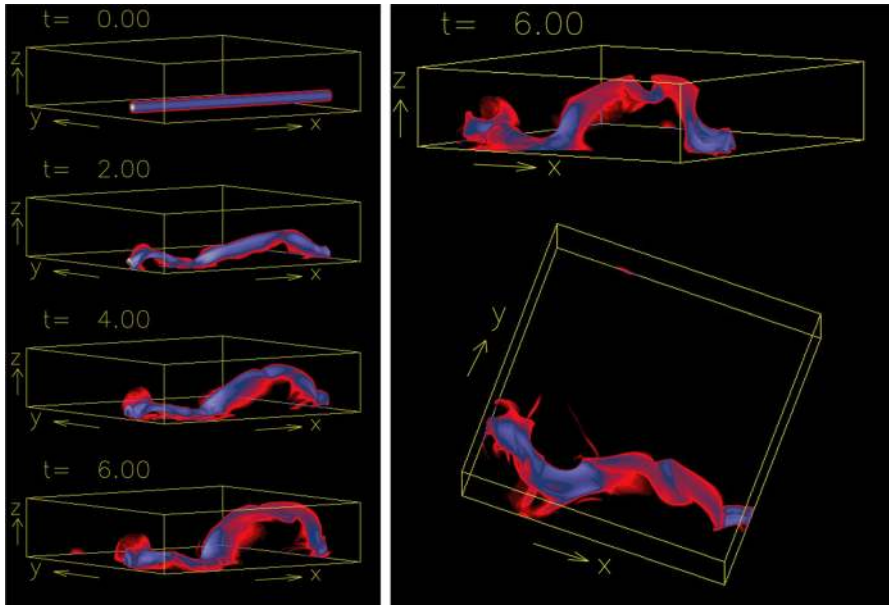 t= 0.00
z
y
x
t= 2.00
z
y
x
t= 4.00
z
y
x
t= 6.00
z
y
x
t= 6.00
z
x
y
x